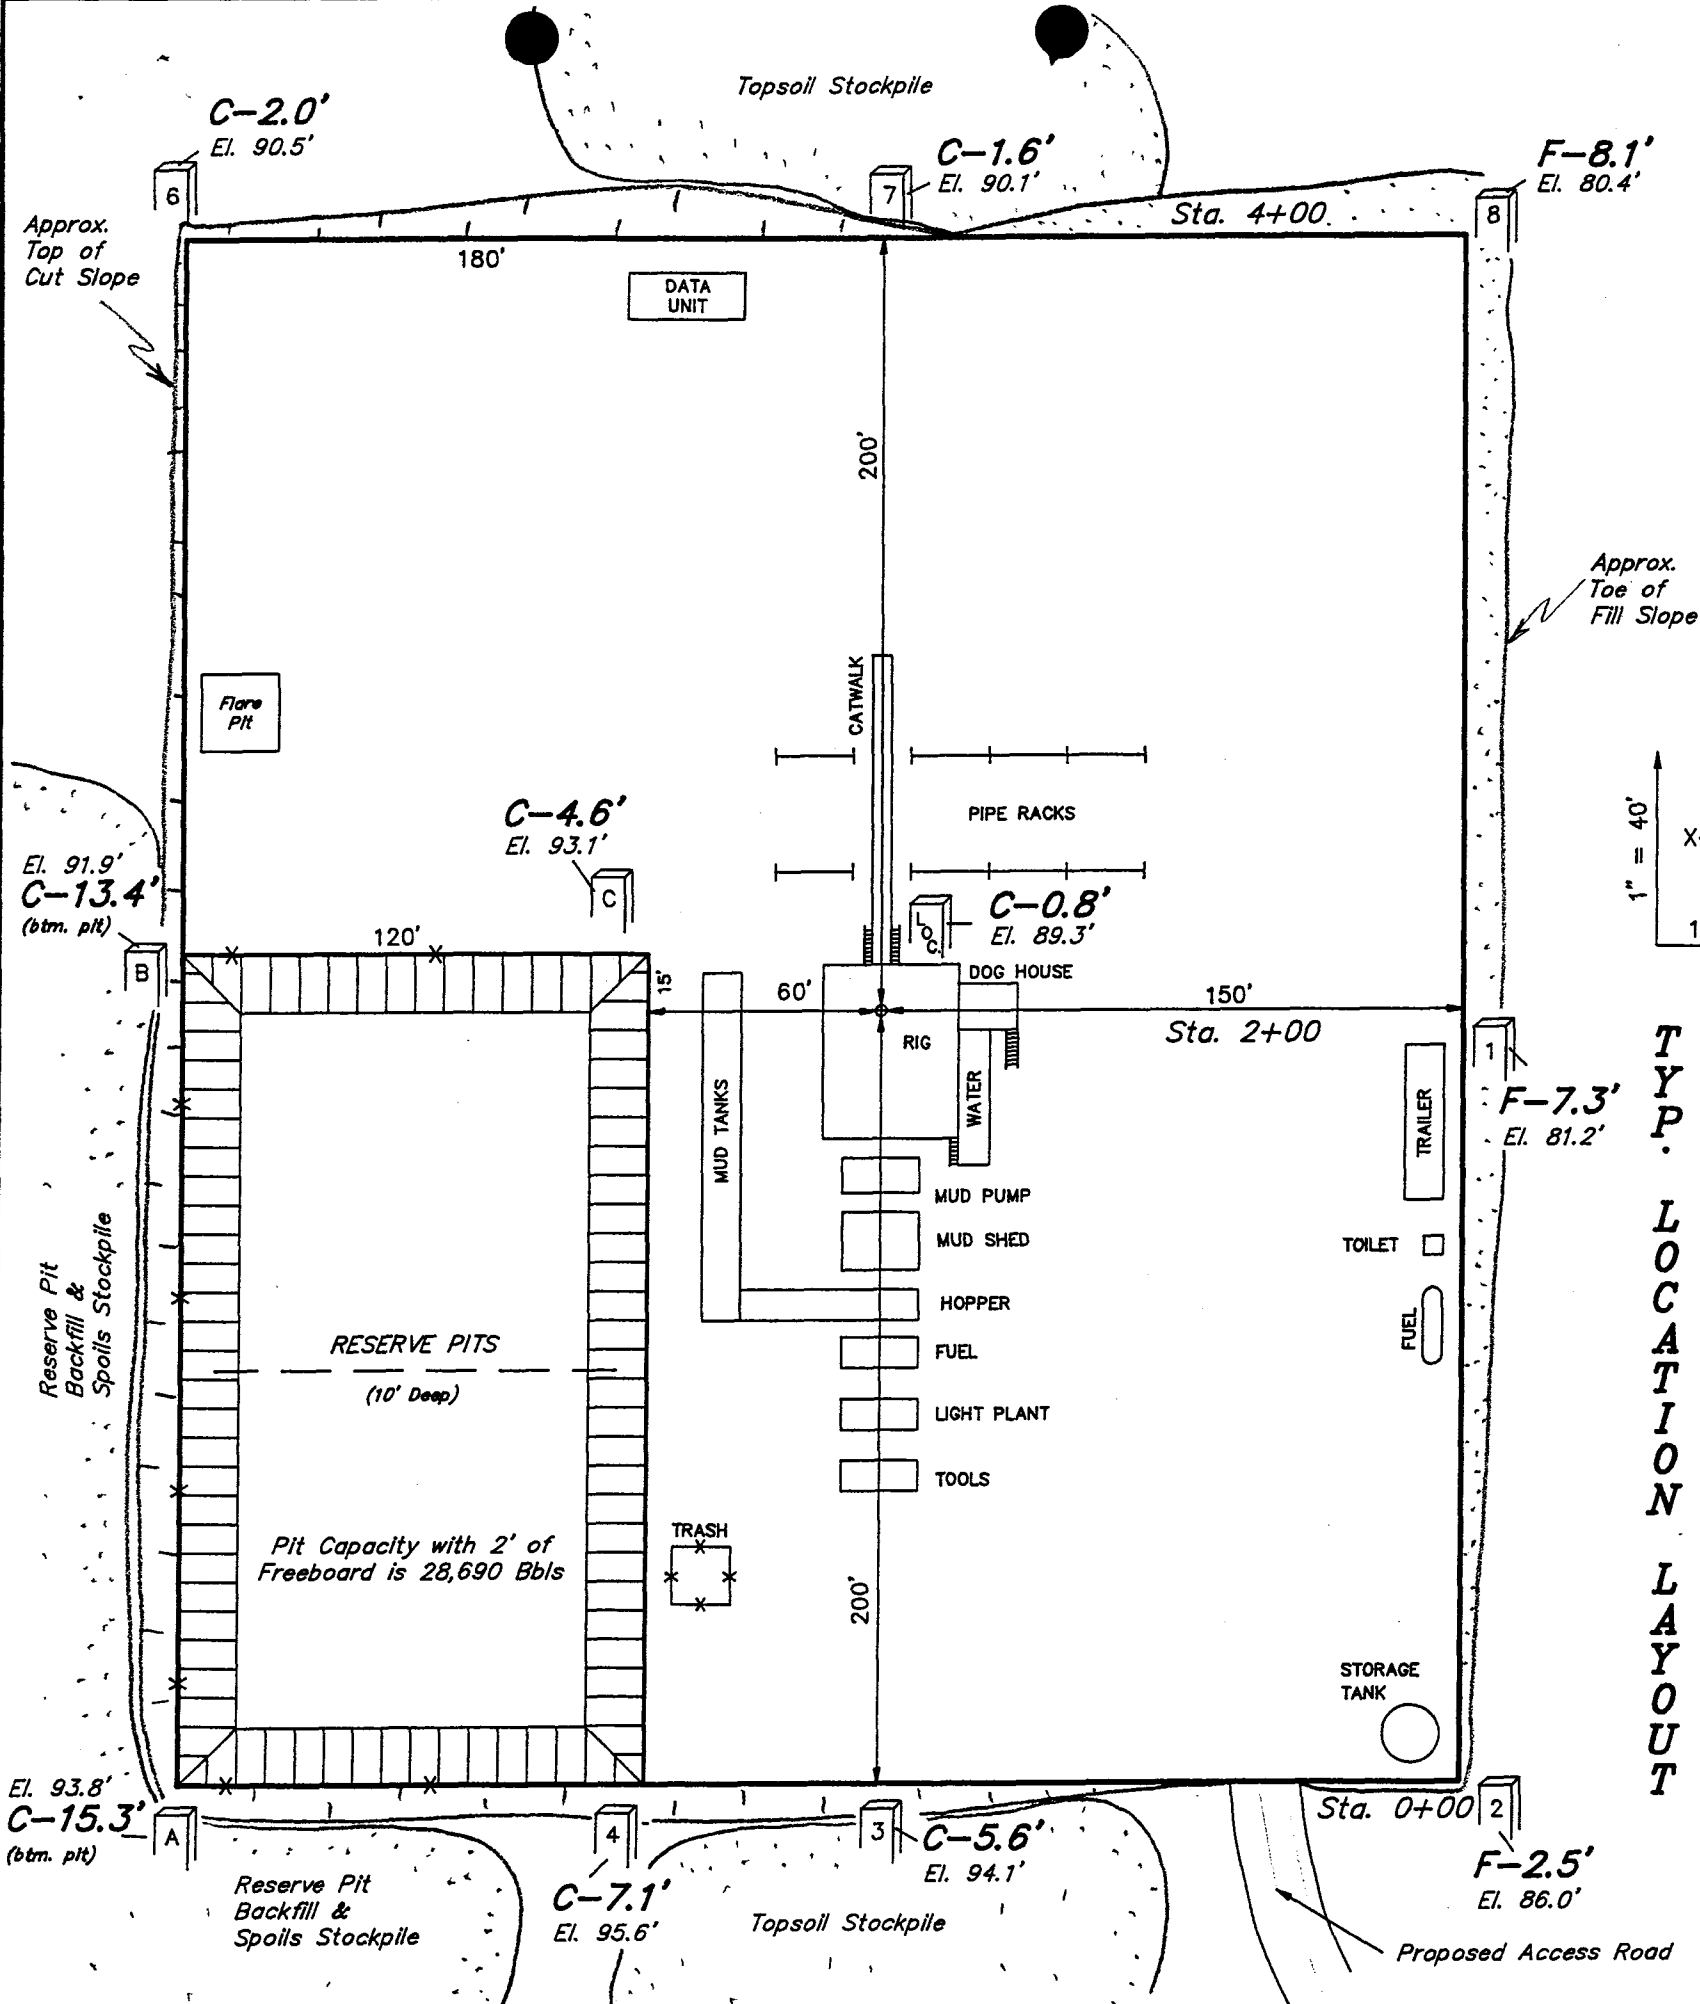 Topsoil Stockpile
C-2.0'
El. 90.5'
6
C-1.6'
El. 90.1'
7
F-8.1'
El. 80.4'
8
Sta. 4+00
Approx.
Top of
Cut Slope
180'
DATA
UNIT
200'
Approx.
Toe of
Fill Slope
Flare
Pit
CATWALK
PIPE RACKS
1" = 40'
C-4.6'
El. 93.1'
C
El. 91.9'
C-13.4'
(btm. pit)
B
C-0.8'
El. 89.3'
LOC.
120'
15'
60'
DOG HOUSE
150'
Sta. 2+00
RIG
1
F-7.3'
El. 81.2'
MUD TANKS
WATER
TRAILER
MUD PUMP
MUD SHED
TOILET
HOPPER
FUEL
FUEL
LIGHT PLANT
TOOLS
Reserve Pit
Backfill &
Spoils Stockpile
RESERVE PITS
(10' Deep)
Pit Capacity with 2' of
Freeboard is 28,690 Bbls
TRASH
200'
STORAGE
TANK
TYP. LOCATION LAYOUT
El. 93.8'
C-15.3'
(btm. pit)
A
4
C-7.1'
El. 95.6'
3
C-5.6'
El. 94.1'
Sta. 0+00
2
F-2.5'
El. 86.0'
Reserve Pit
Backfill &
Spoils Stockpile
Topsoil Stockpile
Proposed Access Road